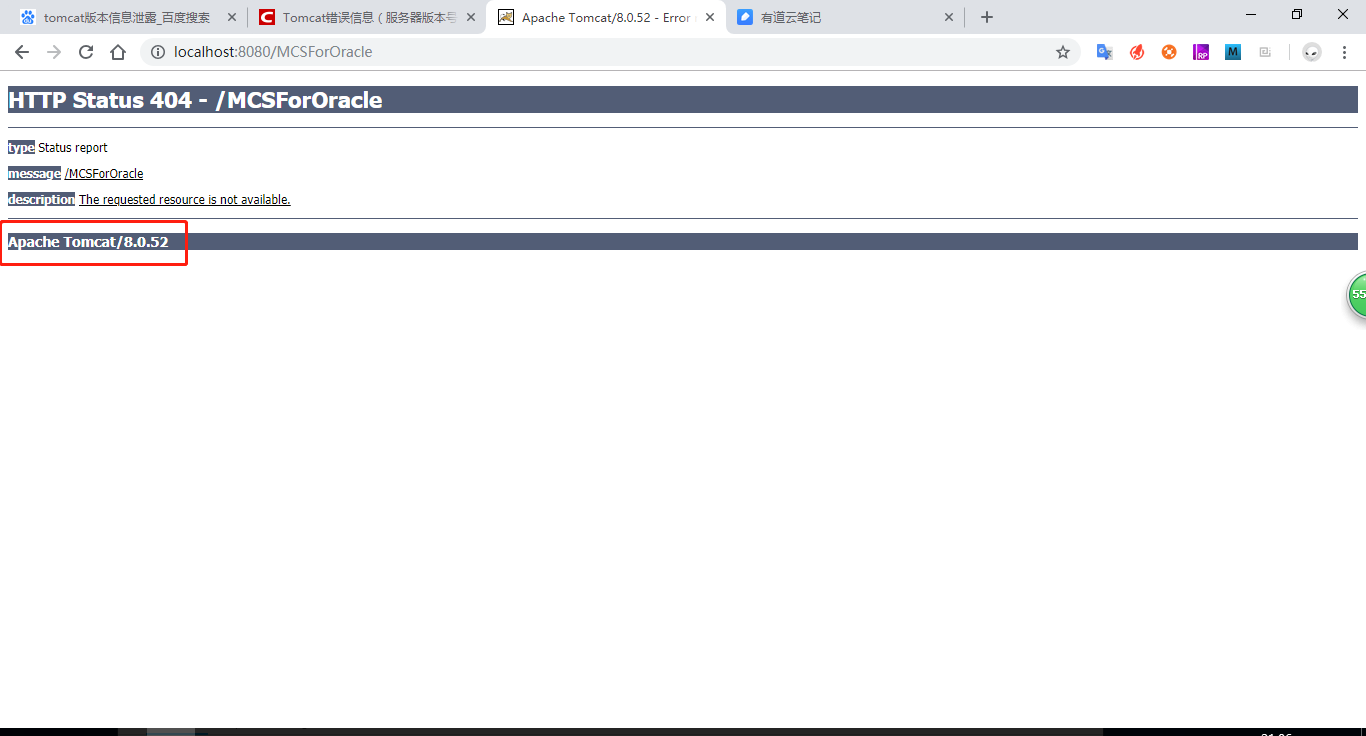 tomcat版本信息泄露_百度搜索
Tomcat错误信息（服务器版本号
Apache Tomcat/8.0.52 - Error
有道云笔记
localhost:8080/MCSForOracle
HTTP Status 404 - /MCSForOracle
type Status report
message /MCSForOracle
description The requested resource is not available.
Apache Tomcat/8.0.52
55